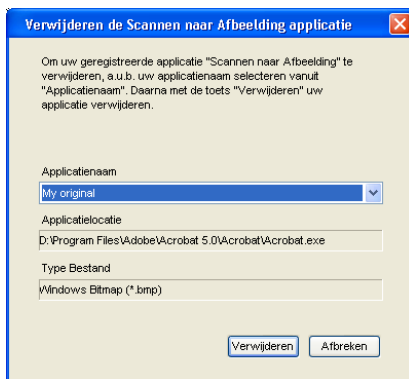 Verwijderen de Scannen naar Afbeelding applicatie
Om uw geregistreerde applicatie "Scannen naar Afbeelding" te
verwijderen, a.u.b. uw applicatienaam selecteren vanuit
"Applicatienaam". Daarna met de toets "Verwijderen" uw
applicatie verwijderen.
Applicatienaam
My original
Applicatielocatie
D:\Program Files\Adobe\Acrobat 5.0\Acrobat\Acrobat.exe
Type Bestand
Windows Bitmap (*.bmp)
Verwijderen Afbreken